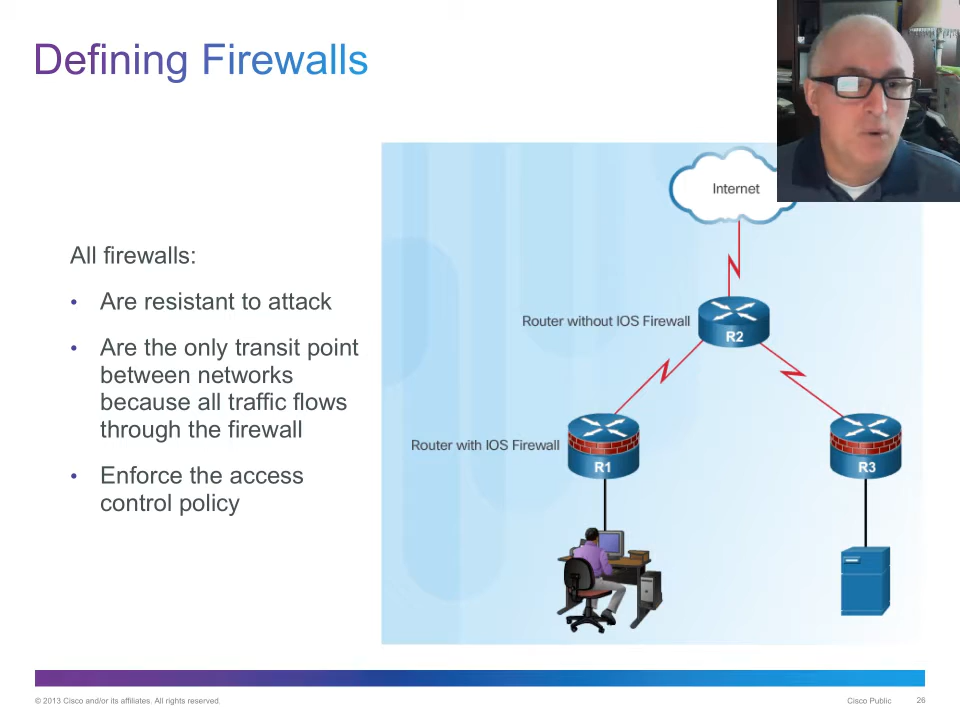 Defining Firewalls
Internet
All firewalls:
• Are resistant to attack
Router without IOS Firewall
R2
• Are the only transit point
between networks
because all traffic flows
through the firewall
Router with IOS Firewall
R1
R3
• Enforce the access
control policy
© 2013 Cisco and/or its affiliates. All rights reserved.
Cisco Public
26